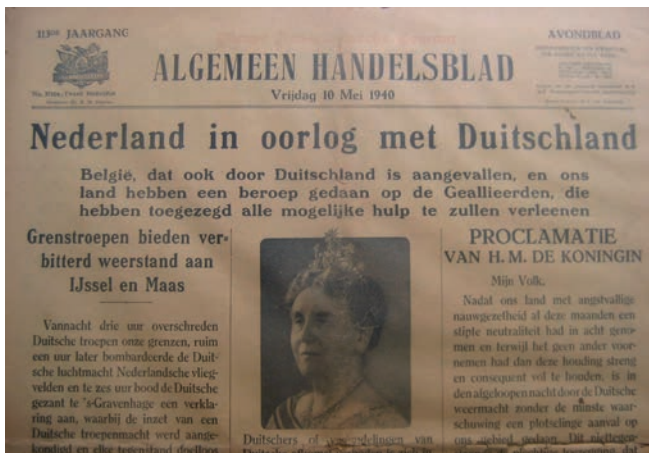 113DE JAARGANG
AVONDBLAD
ALGEMEEN HANDELSBLAD
Vrijdag 10 Mei 1940
Nederland in oorlog met Duitschland
België, dat ook door Duitschland is aangevallen, en ons
land hebben een beroep gedaan op de Geallieerden, die
hebben toegezegd alle mogelijke hulp te zullen verleenen
Grenstroepen bieden ver-
bitterd weerstand aan
IJssel en Maas
Vannacht drie uur overschreden
Duitsche troepen onze grenzen, ruim
een uur later bombardeerde de Duit-
sche luchtmacht Nederlandsche vlieg-
velden en te zes uur bood de Duitsche
gezant te 's-Gravenhage een verkla-
ring aan, waarbij de inzet van een
Duitsche troepenmacht werd aange-
kondigd en elke tegenstand doelloos
Duitschers of van
PROCLAMATIE
VAN H. M. DE KONINGIN
Mijn Volk.
Nadat ons land met angstvallige
nauwgezetheid al deze maanden een
stipte neutraliteit had in acht geno-
men en terwijl het geen ander voor-
nemen had dan deze houding streng
en consequent vol te houden, is in
den afgeloopen nacht door de Duitsche
weermacht zonder de minste waar-
schuwing een plotselinge aanval op
ons gebied gedaan. Dit niettegen-